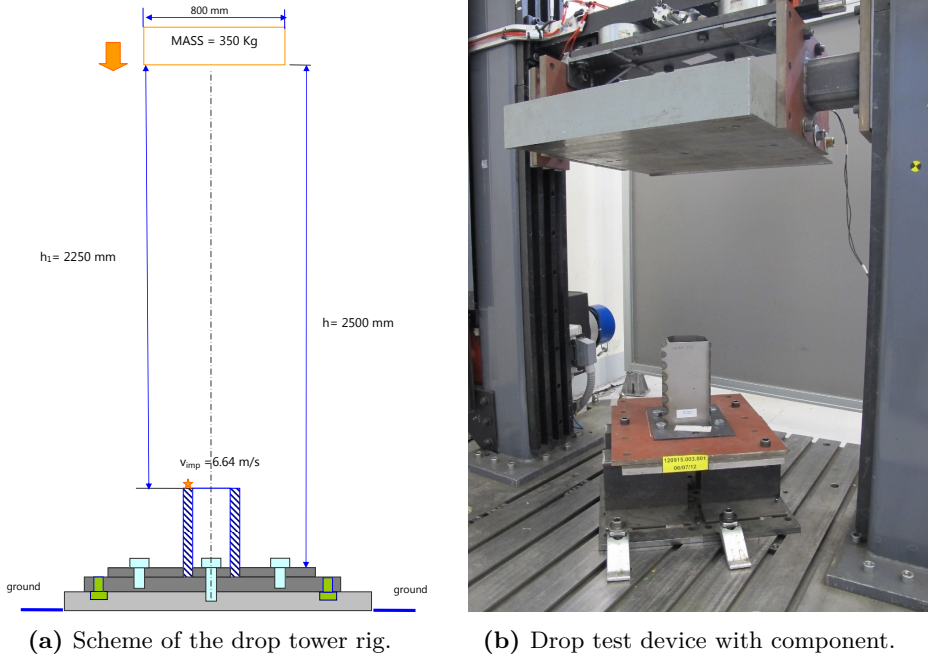 800 mm
MASS = 350 Kg
h₁= 2250 mm
h= 2500 mm
vᵢₘₚ =6.64 m/s
ground
ground
120915.003.001
06/07/12
(a) Scheme of the drop tower rig.
(b) Drop test device with component.